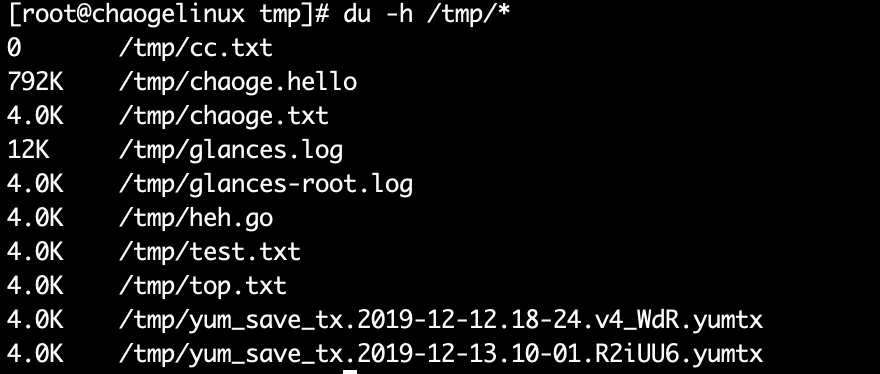 [root@chaogelinux tmp]# du -h /tmp/*
0 /tmp/cc.txt
792K /tmp/chaoge.hello
4.0K /tmp/chaoge.txt
12K /tmp/glances.log
4.0K /tmp/glances-root.log
4.0K /tmp/heh.go
4.0K /tmp/test.txt
4.0K /tmp/top.txt
4.0K /tmp/yum_save_tx.2019-12-12.18-24.v4_WdR.yumtx
4.0K /tmp/yum_save_tx.2019-12-13.10-01.R2iUU6.yumtx